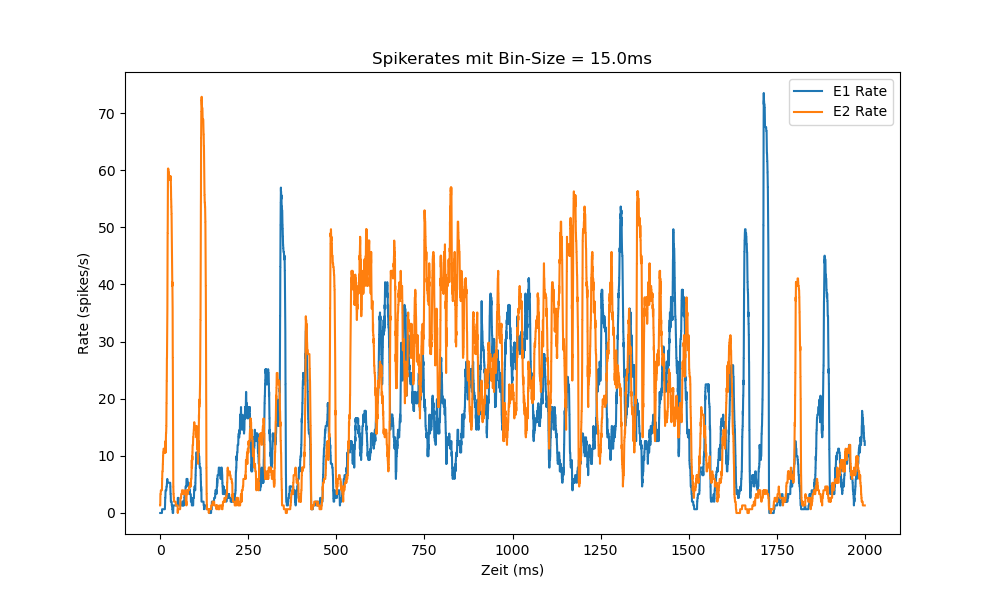 Spikerates mit Bin-Size = 15.0ms
E1 Rate
E2 Rate
Rate (spikes/s)
70
60
50
40
30
20
10
0
0 250 500 750 1000 1250 1500 1750 2000
Zeit (ms)